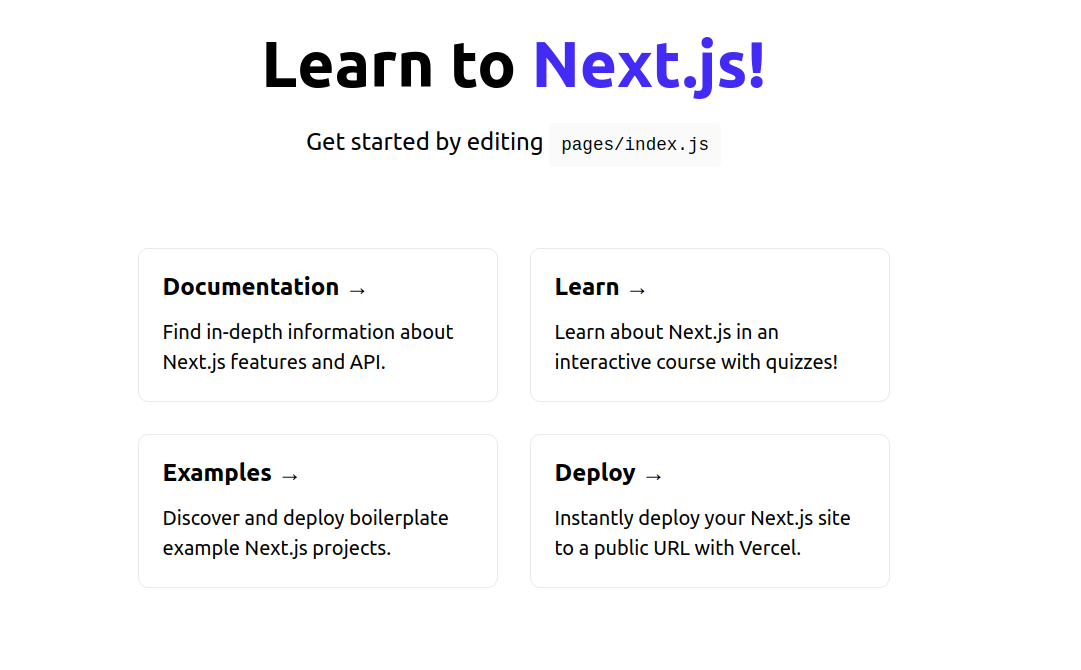 Learn to Next.js!
Get started by editing pages/index.js
Documentation →
Find in-depth information about
Next.js features and API.
Learn →
Learn about Next.js in an
interactive course with quizzes!
Examples →
Discover and deploy boilerplate
example Next.js projects.
Deploy →
Instantly deploy your Next.js site
to a public URL with Vercel.